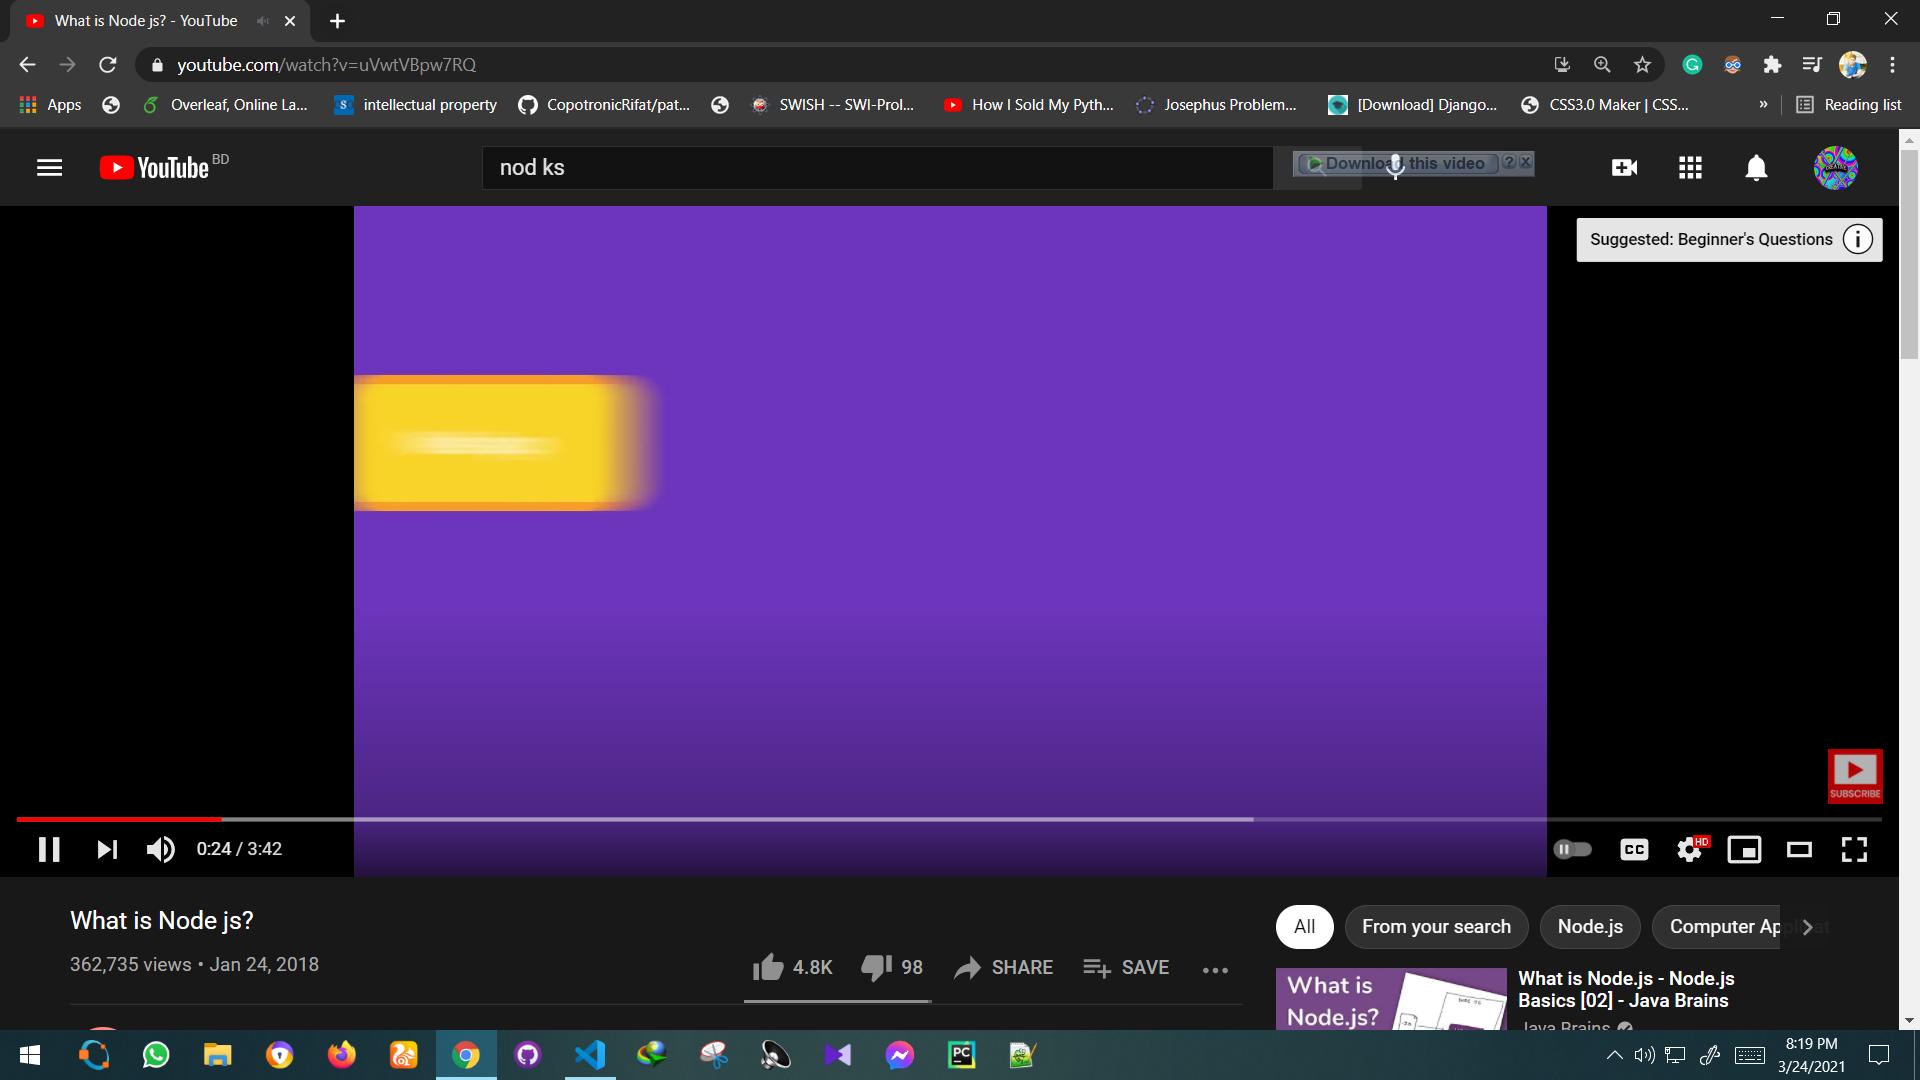 What is Node js? - YouTube
youtube.com/watch?v=uVwtVBpw7RQ
Apps
Overleaf, Online La...
intellectual property
CopotronicRifat/pat...
SWISH -- SWI-Prol...
How I Sold My Pyth...
Josephus Problem...
[Download] Django...
CSS3.0 Maker | CSS...
»
Reading list
YouTube BD
nod ks
Download this video
Suggested: Beginner's Questions
SUBSCRIBE
0:24 / 3:42
CC
HD
What is Node js?
362,735 views • Jan 24, 2018
4.8K
98
SHARE
SAVE
All
From your search
Node.js
Computer Ap
What is
Node.js?
What is Node.js - Node.js
Basics [02] - Java Brains
Java Brains
PC
8:19 PM
3/24/2021